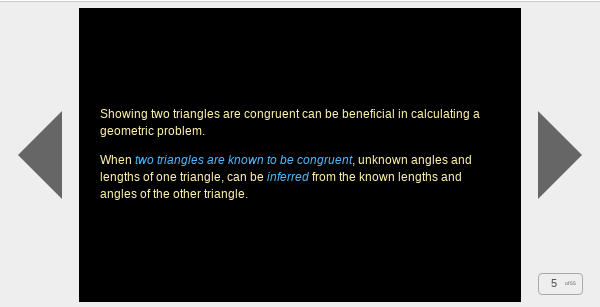 Showing two triangles are congruent can be beneficial in calculating a
geometric problem.
When two triangles are known to be congruent, unknown angles and
lengths of one triangle, can be inferred from the known lengths and
angles of the other triangle.
5 of 55